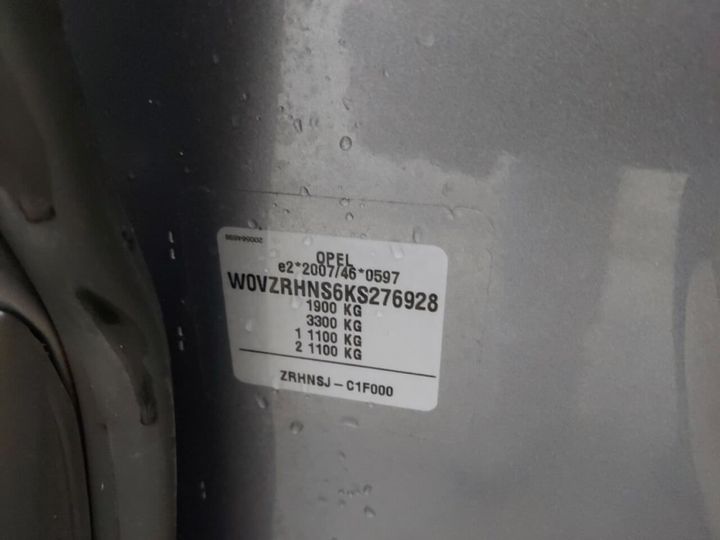 OPEL
e2*2007/46*0597
W0VZRHNS6KS276928
1900 KG
3300 KG
1 1100 KG
2 1100 KG
ZRHNSJ – C1F000